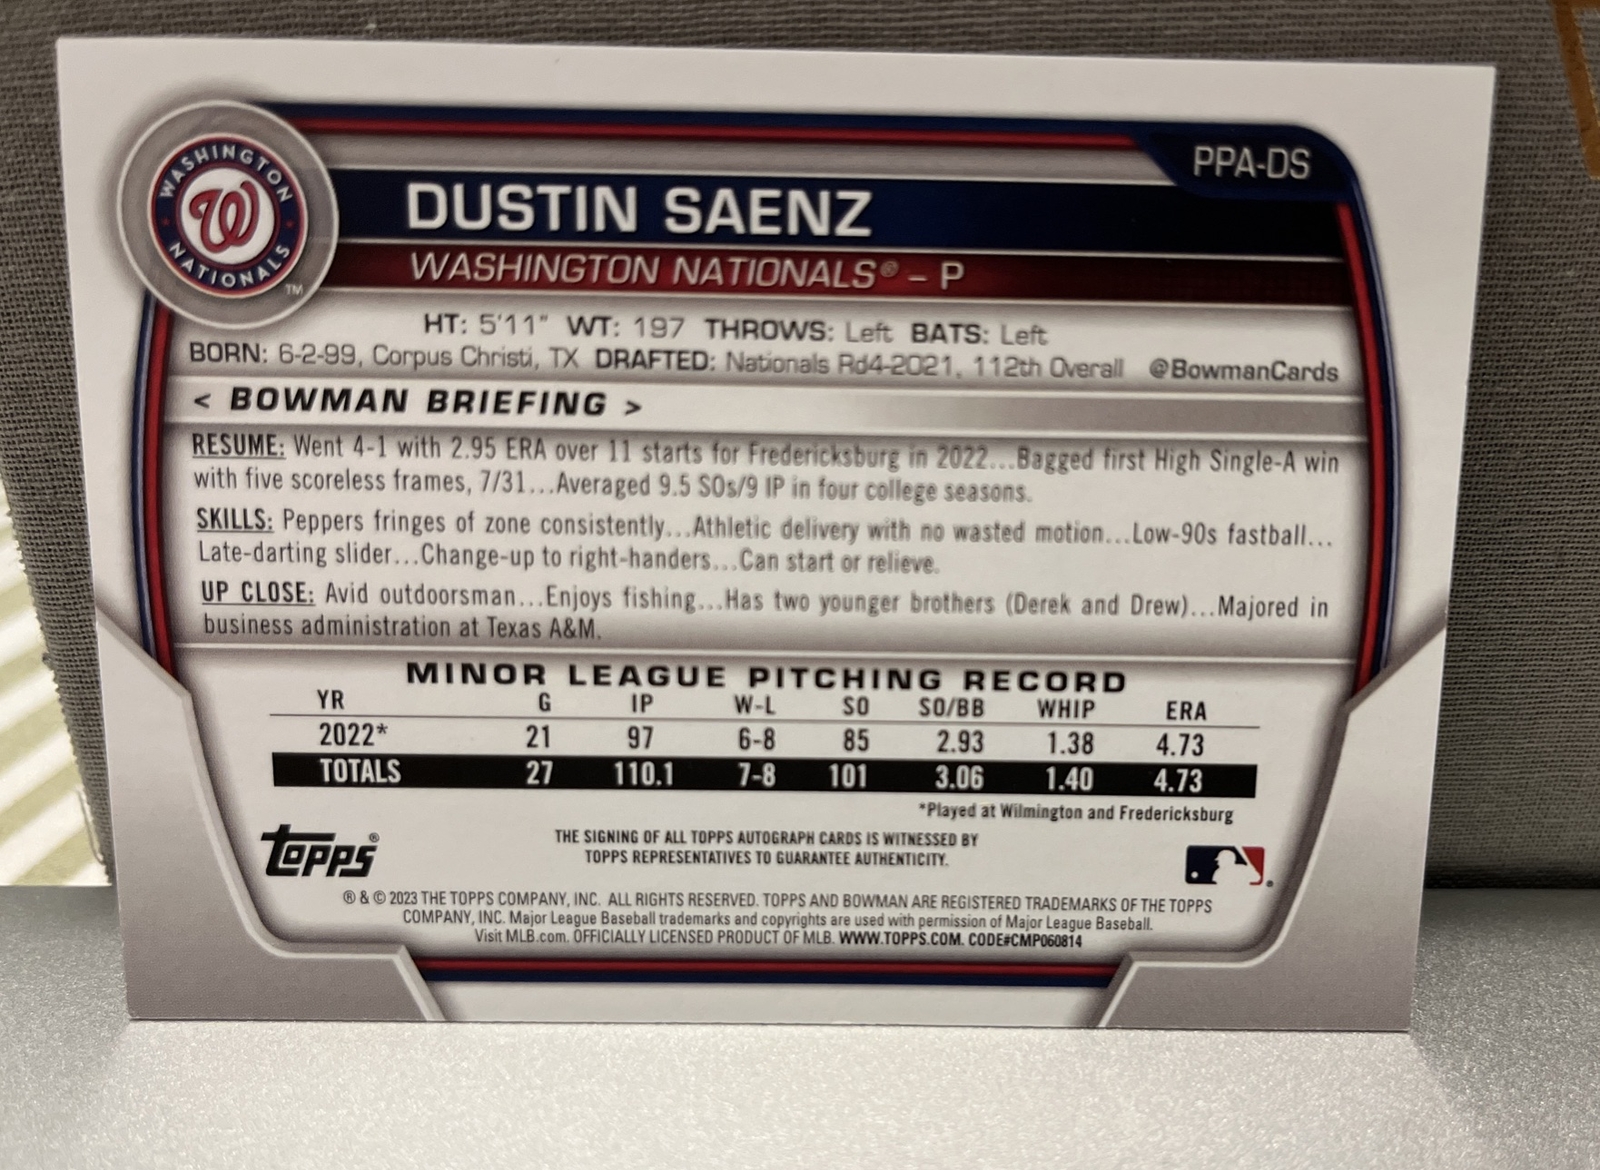 WASHINGTON NATIONALS
W
TM
PPA-DS
DUSTIN SAENZ
WASHINGTON NATIONALS® – P
HT: 5'11" WT: 197 THROWS: Left BATS: Left
BORN: 6-2-99, Corpus Christi, TX DRAFTED: Nationals Rd4-2021, 112th Overall @BowmanCards
< BOWMAN BRIEFING >
RESUME: Went 4-1 with 2.95 ERA over 11 starts for Fredericksburg in 2022...Bagged first High Single-A win
with five scoreless frames, 7/31...Averaged 9.5 SOs/9 IP in four college seasons.
SKILLS: Peppers fringes of zone consistently...Athletic delivery with no wasted motion...Low-90s fastball...
Late-darting slider...Change-up to right-handers...Can start or relieve.
UP CLOSE: Avid outdoorsman...Enjoys fishing...Has two younger brothers (Derek and Drew)...Majored in
business administration at Texas A&M.
MINOR LEAGUE PITCHING RECORD
YR G IP W-L SO SO/BB WHIP ERA
2022* 21 97 6-8 85 2.93 1.38 4.73
TOTALS 27 110.1 7-8 101 3.06 1.40 4.73
*Played at Wilmington and Fredericksburg
Topps®
THE SIGNING OF ALL TOPPS AUTOGRAPH CARDS IS WITNESSED BY
TOPPS REPRESENTATIVES TO GUARANTEE AUTHENTICITY.
® & © 2023 THE TOPPS COMPANY, INC. ALL RIGHTS RESERVED. TOPPS AND BOWMAN ARE REGISTERED TRADEMARKS OF THE TOPPS
COMPANY, INC. Major League Baseball trademarks and copyrights are used with permission of Major League Baseball.
Visit MLB.com. OFFICIALLY LICENSED PRODUCT OF MLB. WWW.TOPPS.COM. CODE#CMP060814